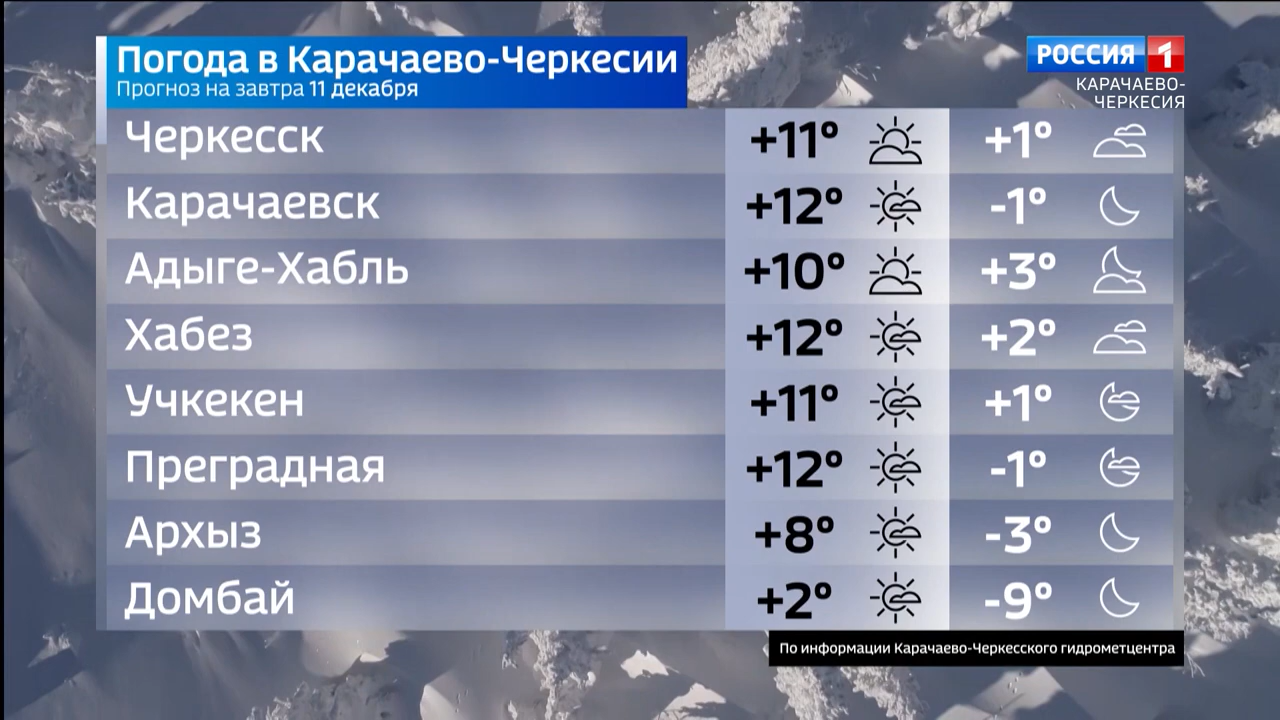 Погода в Карачаево-Черкесии
Прогноз на завтра 11 декабря
РОССИЯ 1
КАРАЧАЕВО-
ЧЕРКЕСИЯ
Черкесск +11° +1°
Карачаевск +12° -1°
Адыге-Хабль +10° +3°
Хабез +12° +2°
Учкекен +11° +1°
Преградная +12° -1°
Архыз +8° -3°
Домбай +2° -9°
По информации Карачаево-Черкесского гидрометцентра